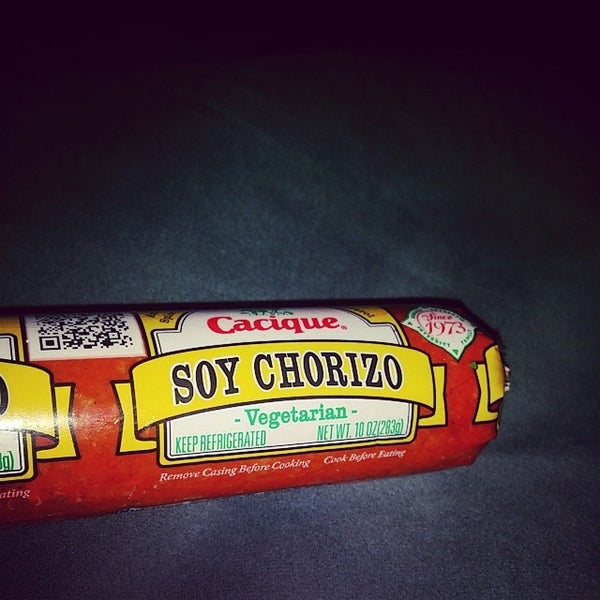 Cacique®
Since
1973
SOY CHORIZO
- Vegetarian -
KEEP REFRIGERATED
NET WT. 10 OZ(283g)
Remove Casing Before Cooking
Cook Before Eating